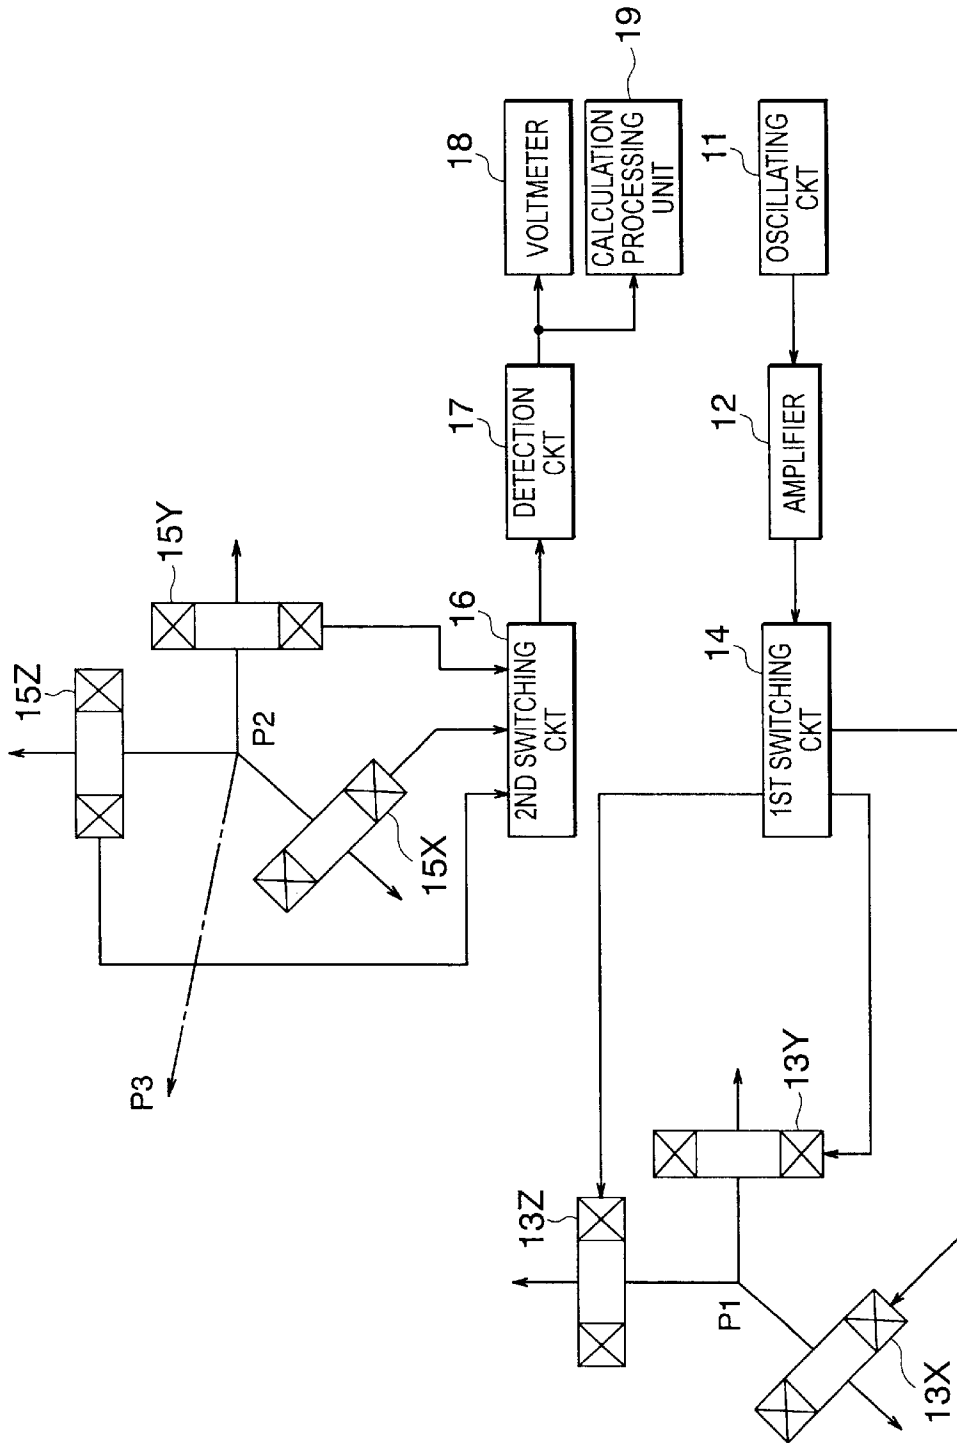 15Z
15Y
P2
P3
15X
16
2ND SWITCHING
CKT
17
DETECTION
CKT
18
VOLTMETER
19
CALCULATION
PROCESSING
UNIT
11
OSCILLATING
CKT
12
AMPLIFIER
14
1ST SWITCHING
CKT
13Z
13Y
P1
13X